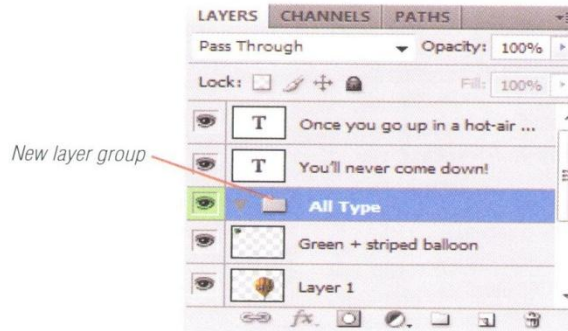 LAYERS CHANNELS PATHS
Pass Through Opacity: 100%
Lock: Fill: 100%
T Once you go up in a hot-air ...
New layer group
T You'll never come down!
All Type
Green + striped balloon
Layer 1
fx.